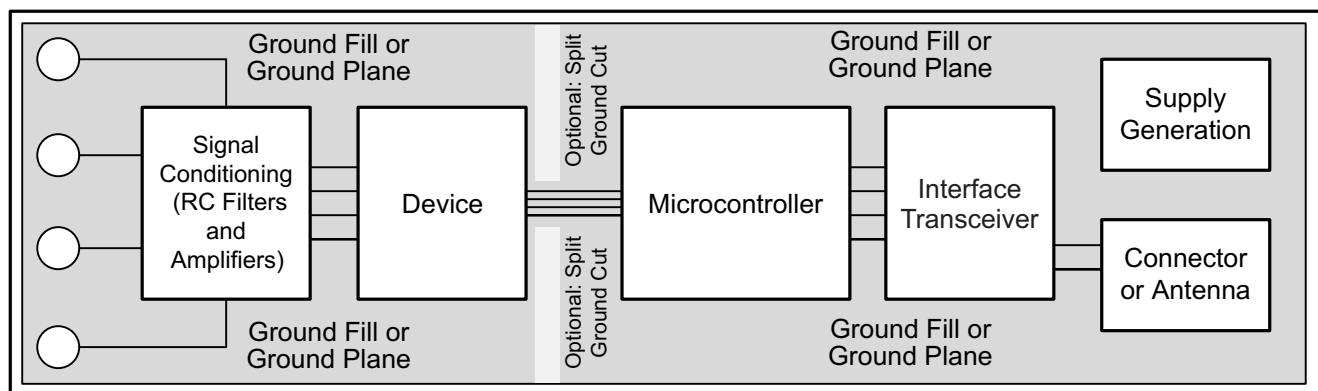 Ground Fill or
Ground Plane
Optional: Split
Ground Cut
Ground Fill or
Ground Plane
Supply
Generation
Signal
Conditioning
(RC Filters
and
Amplifiers)
Device
Microcontroller
Interface
Transceiver
Connector
or Antenna
Ground Fill or
Ground Plane
Optional: Split
Ground Cut
Ground Fill or
Ground Plane